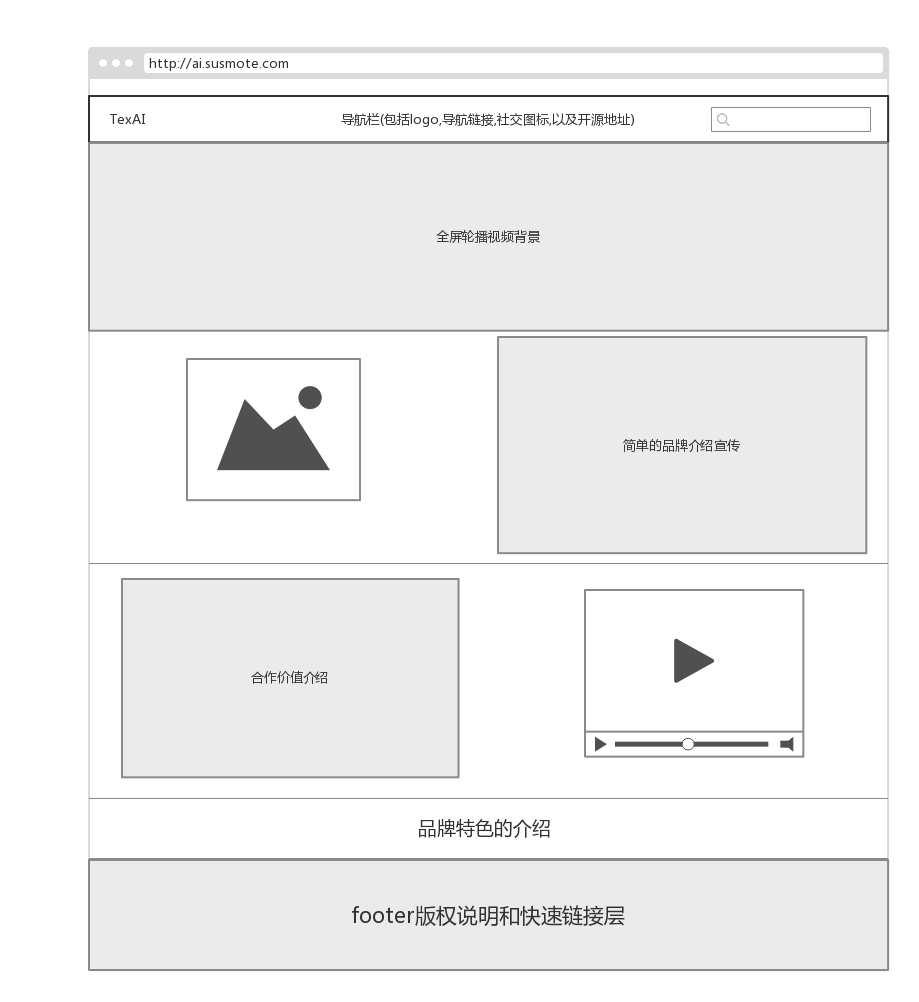 http://ai.susmote.com
TexAI
导航栏(包括logo,导航链接,社交图标,以及开源地址)
全屏轮播视频背景
简单的品牌介绍宣传
合作价值介绍
品牌特色的介绍
footer版权说明和快速链接层